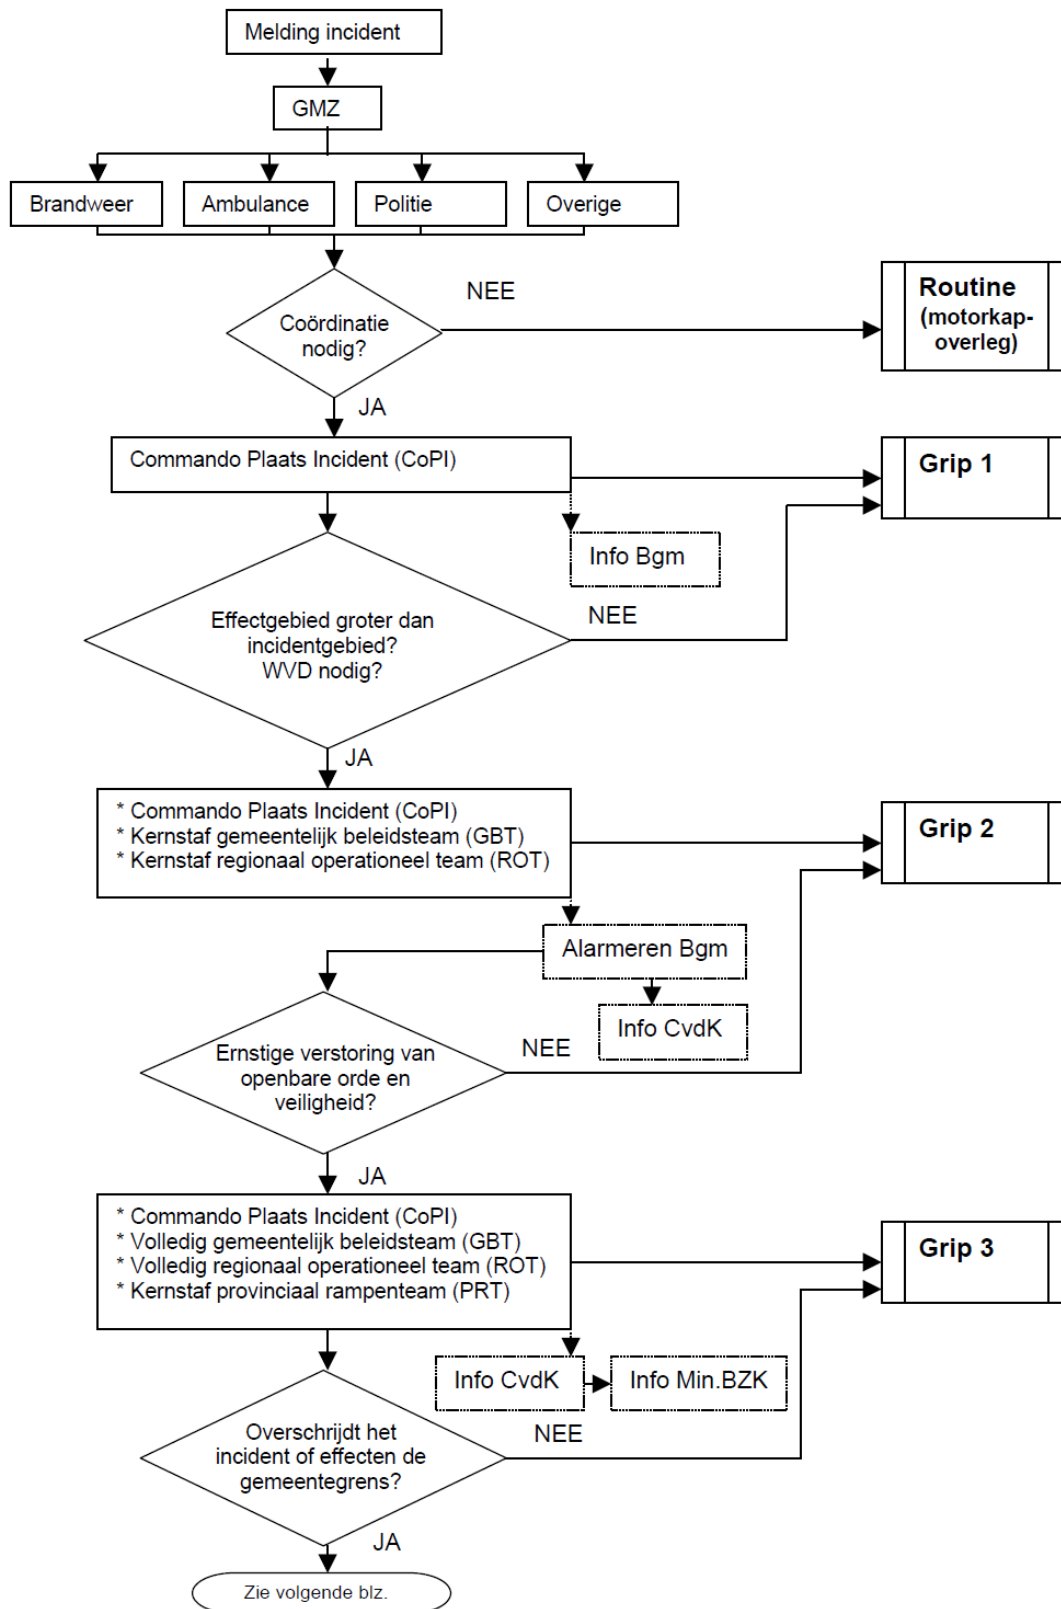 Melding incident
GMZ
Brandweer
Ambulance
Politie
Overige
Coördinatie
nodig?
NEE
Routine
(motorkap-
overleg)
JA
Commando Plaats Incident (CoPI)
Grip 1
Info Bgm
Effectgebied groter dan
incidentgebied?
WVD nodig?
NEE
JA
* Commando Plaats Incident (CoPI)
* Kernstaf gemeentelijk beleidsteam (GBT)
* Kernstaf regionaal operationeel team (ROT)
Grip 2
Alarmeren Bgm
Info CvdK
Ernstige verstoring van
openbare orde en
veiligheid?
NEE
JA
* Commando Plaats Incident (CoPI)
* Volledig gemeentelijk beleidsteam (GBT)
* Volledig regionaal operationeel team (ROT)
* Kernstaf provinciaal rampenteam (PRT)
Grip 3
Info CvdK
Info Min.BZK
Overschrijdt het
incident of effecten de
gemeentegrens?
NEE
JA
Zie volgende blz.